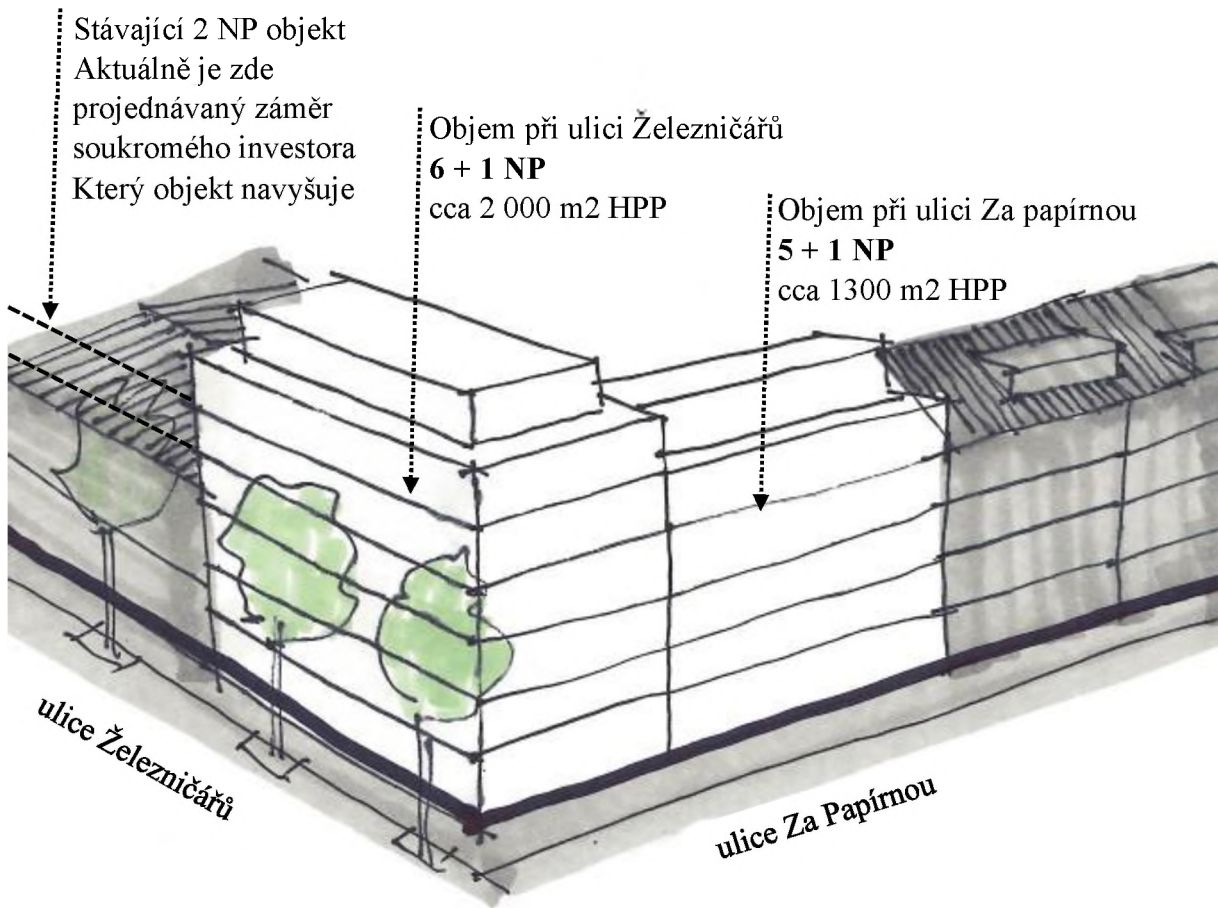 Stávající 2 NP objekt
Aktuálně je zde
projednávaný záměr
soukromého investora
Který objekt navyšuje
Objem při ulici Železničářů
6 + 1 NP
cca 2 000 m2 HPP
Objem při ulici Za papírnou
5 + 1 NP
cca 1300 m2 HPP
ulice Železničářů
ulice Za Papírnou